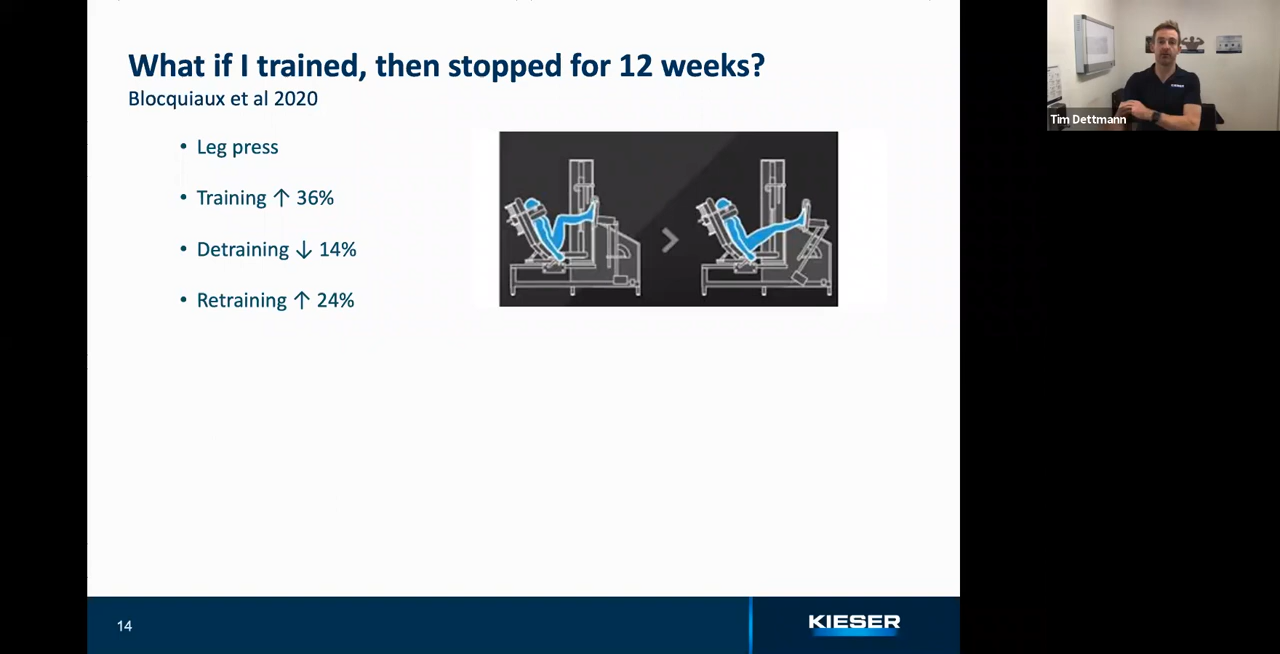 What if I trained, then stopped for 12 weeks?
Blocquiaux et al 2020
• Leg press
• Training ↑ 36%
• Detraining ↓ 14%
• Retraining ↑ 24%
Tim Dettmann
14
KIESER